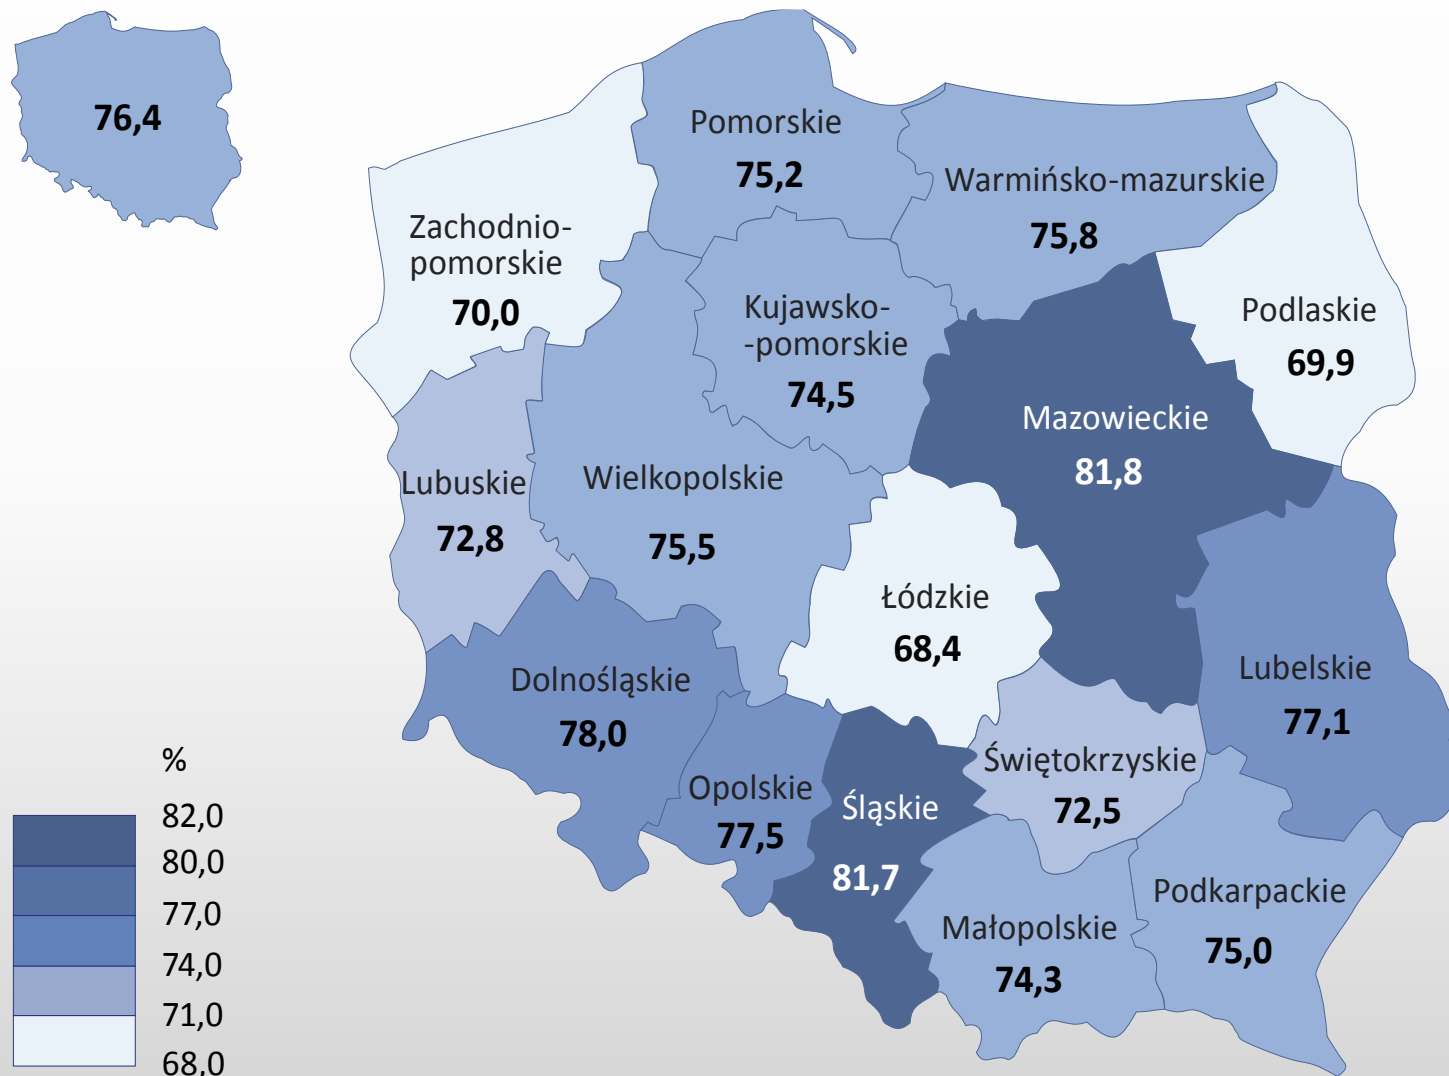 76,4
Pomorskie
75,2
Warmińsko-mazurskie
75,8
Zachodnio-
pomorskie
70,0
Kujawsko-
-pomorskie
74,5
Podlaskie
69,9
Mazowieckie
81,8
Lubuskie
72,8
Wielkopolskie
75,5
Łódzkie
68,4
Dolnośląskie
78,0
Lubelskie
77,1
Opolskie
77,5
Śląskie
81,7
Świętokrzyskie
72,5
Małopolskie
74,3
Podkarpackie
75,0
%
82,0
80,0
77,0
74,0
71,0
68,0